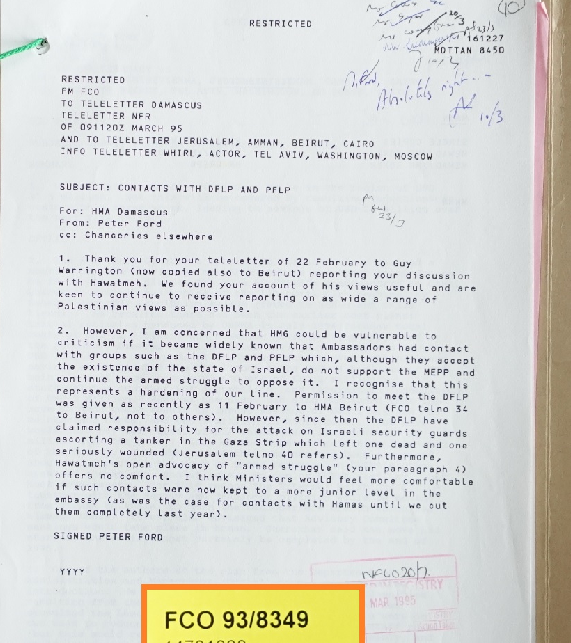 RESTRICTED
161227
MDTTAN 8450
Absolutely right
10/3
RESTRICTED
FM FCO
TO TELELETTER DAMASCUS
TELELETTER NFR
OF 091120Z MARCH 95
AND TO TELELETTER JERUSALEM, AMMAN, BEIRUT, CAIRO
INFO TELELETTER WHIRL, ACTOR, TEL AVIV, WASHINGTON, MOSCOW
SUBJECT: CONTACTS WITH DFLP AND PFLP
For: HMA Damascus
From: Peter Ford
cc: Chanceries elsewhere
1. Thank you for your teleletter of 22 February to Guy
Warrington (now copied also to Beirut) reporting your discussion
with Hawatmeh. We found your account of his views useful and are
keen to continue to receive reporting on as wide a range of
Palestinian views as possible.
2. However, I am concerned that HMG could be vulnerable to
criticism if it became widely known that Ambassadors had contact
with groups such as the DFLP and PFLP which, although they accept
the existence of the state of Israel, do not support the MEPP and
continue the armed struggle to oppose it. I recognise that this
represents a hardening of our line. Permission to meet the DFLP
was given as recently as 11 February to HMA Beirut (FCO telno 34
to Beirut, not to others). However, since then the DFLP have
claimed responsibility for the attack on Israeli security guards
escorting a tanker in the Gaza Strip which left one dead and one
seriously wounded (Jerusalem telno 40 refers). Furthermore,
Hawatmeh's open advocacy of "armed struggle" (your paragraph 4)
offers no comfort. I think Ministers would feel more comfortable
if such contacts were now kept to a more junior level in the
embassy (as was the case for contacts with Hamas until we cut
them completely last year).
SIGNED PETER FORD
YYYY
REGISTRY
MAR 1995
FCO 93/8349